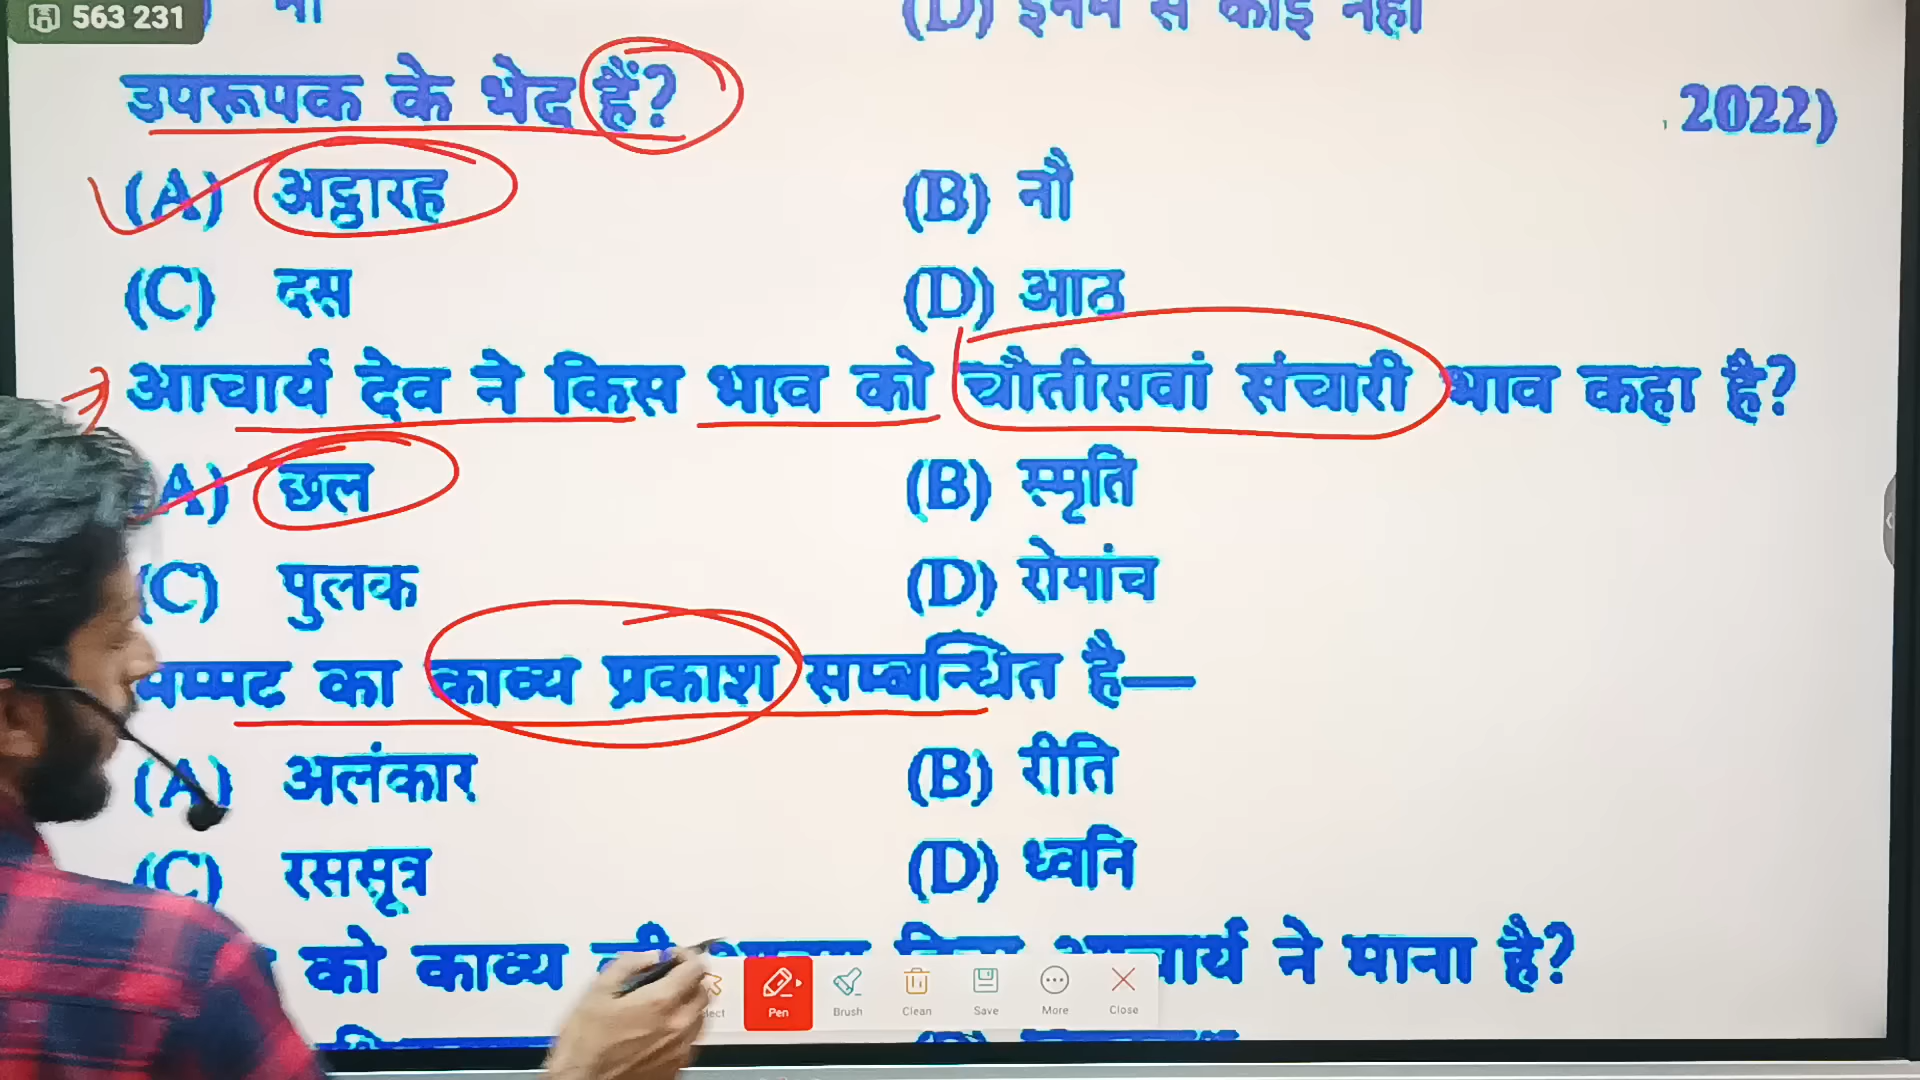 563 231
(D) इनमें से कोई नहीं
उपरूपक के भेद हैं? 2022)
(A) अट्ठारह (B) नौ
(C) दस (D) आठ
आचार्य देव ने किस भाव को चौतीसवां संचारी भाव कहा है?
A) छल (B) स्मृति
C) पुलक (D) रोमांच
मम्मट का काव्य प्रकाश सम्बन्धित है—
(A) अलंकार (B) रीति
(C) रससूत्र (D) ध्वनि
को काव्य की ने माना है?
Pen Brush Clean Save More Close